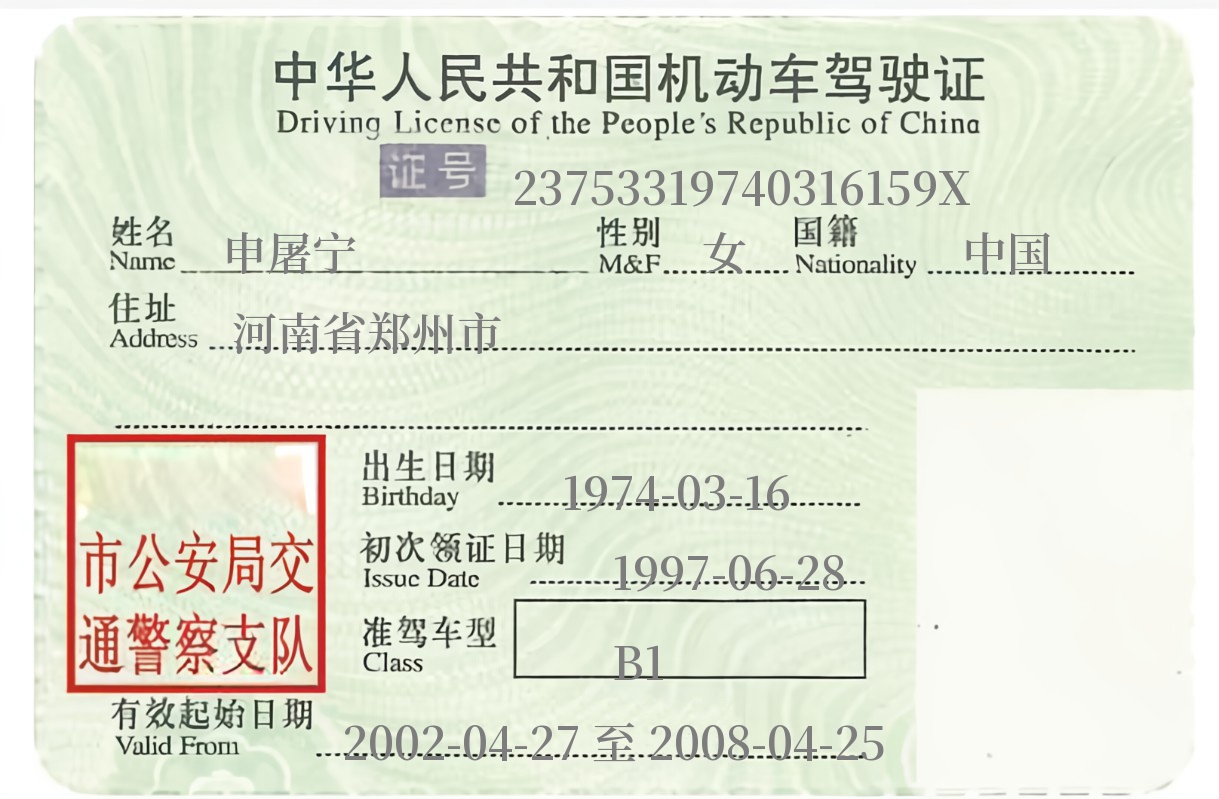 中华人民共和国机动车驾驶证
Driving License of the People's Republic of China
证号 23753319740316159X
姓名 申屠宁 性别 女 国籍 中国
Name M&F Nationality
住址 河南省郑州市
Address
出生日期 1974-03-16
Birthday
初次领证日期 1997-06-28
Issue Date
市公安局交
通警察支队
准驾车型 B1
Class
有效起始日期 2002-04-27 至 2008-04-25
Valid From